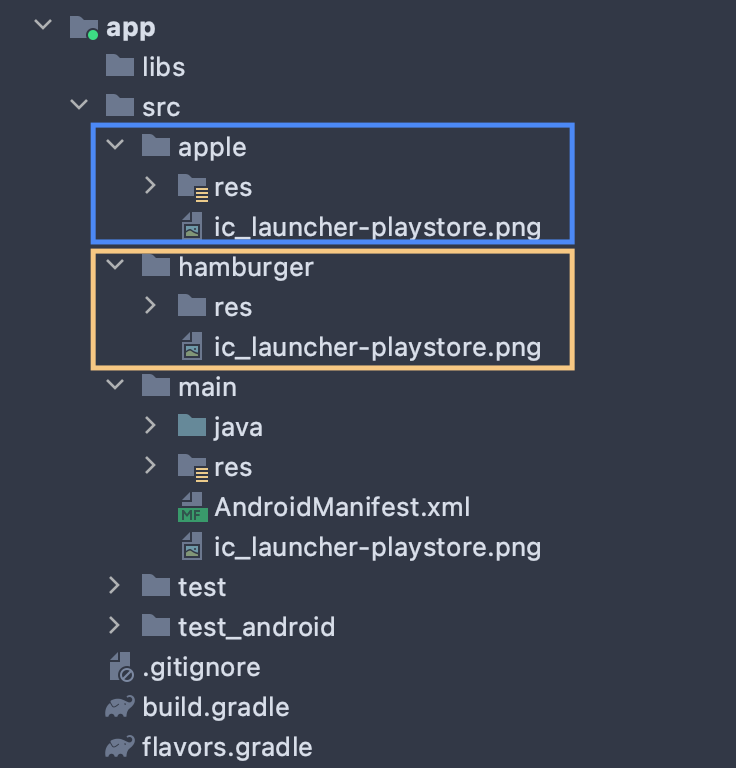 app
libs
src
apple
res
ic_launcher-playstore.png
hamburger
res
ic_launcher-playstore.png
main
java
res
MF AndroidManifest.xml
ic_launcher-playstore.png
test
test_android
.gitignore
build.gradle
flavors.gradle